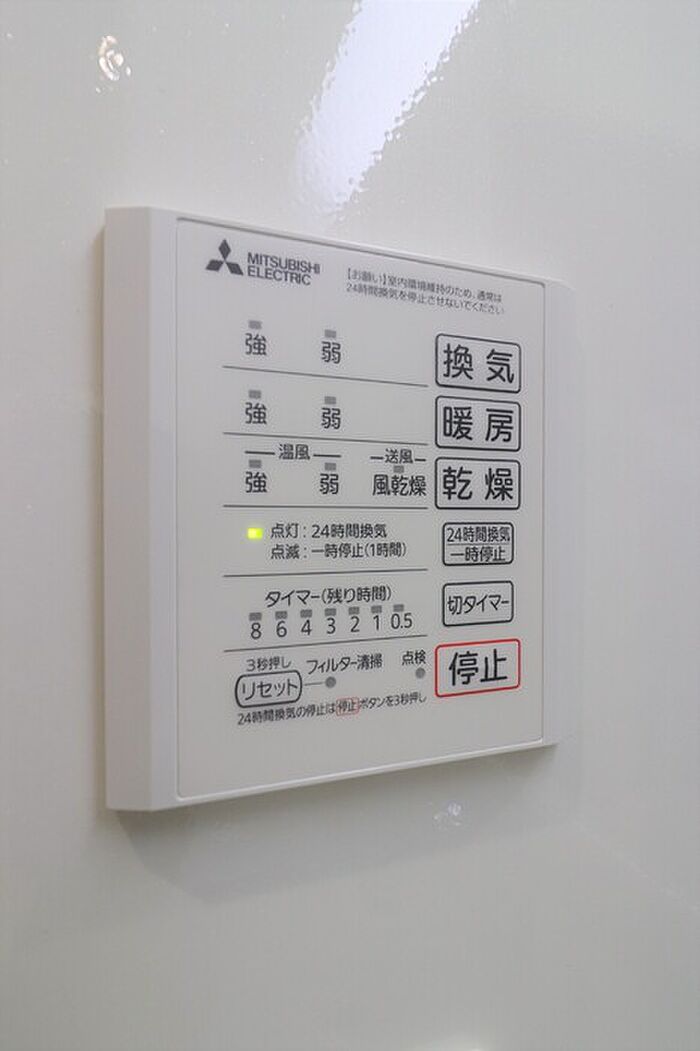 MITSUBISHI
ELECTRIC
【お願い】室内環境維持のため、通常は
24時間換気を停止させないでください
強 弱 換気
強 弱 暖房
温風 送風
強 弱 風乾燥 乾燥
点灯：24時間換気
点滅：一時停止(1時間)
24時間換気
一時停止
タイマー(残り時間)
8 6 4 3 2 1 0.5
切タイマー
3秒押し
リセット フィルター清掃 点検
停止
24時間換気の停止は停止ボタンを3秒押し